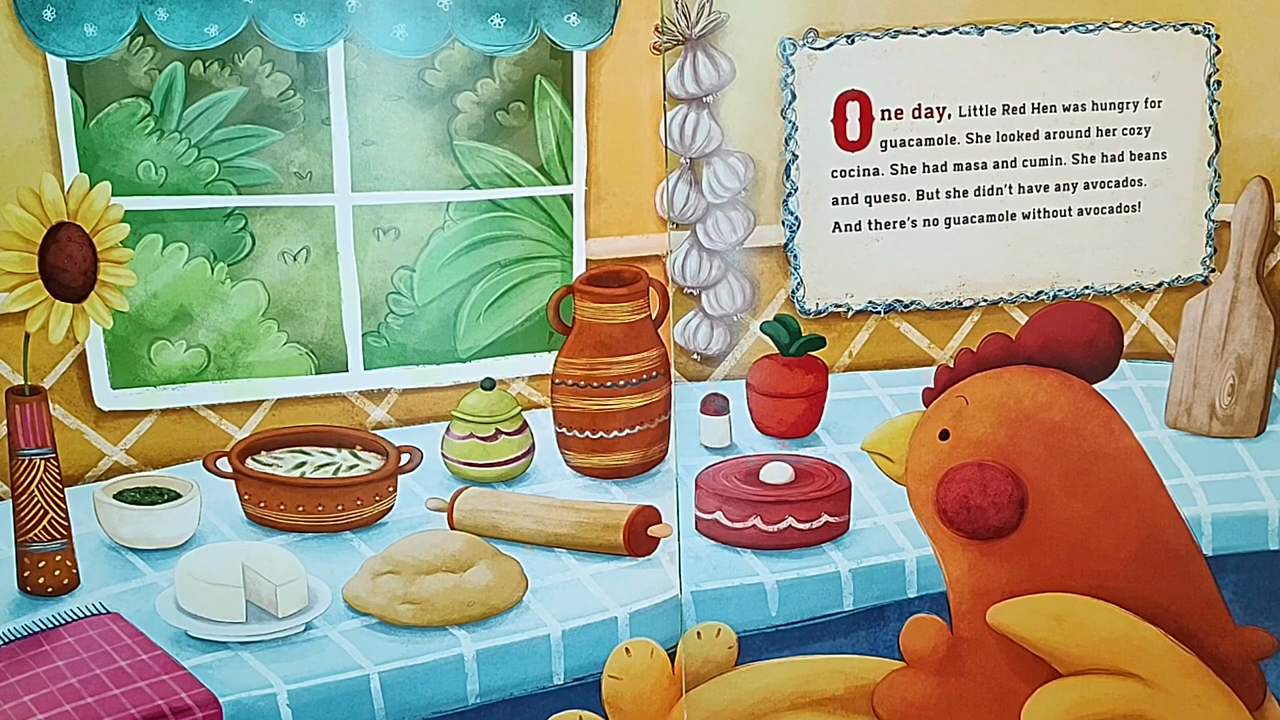 One day, Little Red Hen was hungry for
guacamole. She looked around her cozy
cocina. She had masa and cumin. She had beans
and queso. But she didn't have any avocados.
And there's no guacamole without avocados!